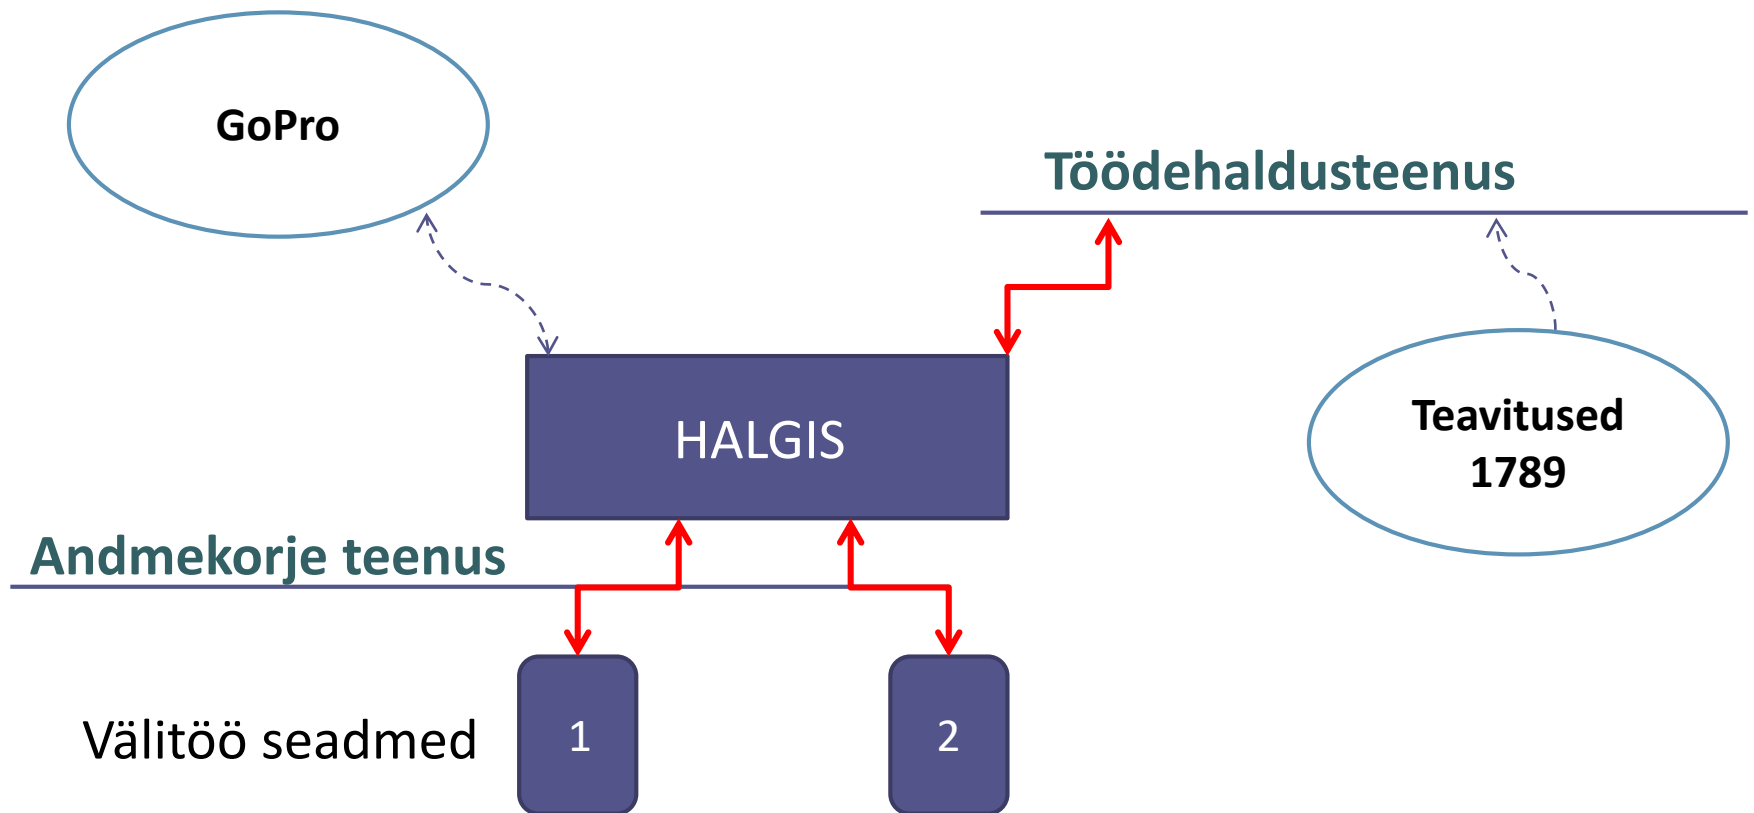 GoPro
Töödehaldusteenus
HALGIS
Teavitused
1789
Andmekorje teenus
Välitöö seadmed
1
2